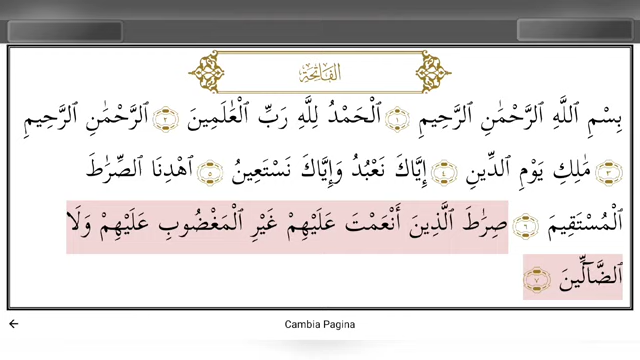 الفاتحة
بِسْمِ ٱللَّهِ ٱلرَّحْمَٰنِ ٱلرَّحِيمِ ١ ٱلْحَمْدُ لِلَّهِ رَبِّ ٱلْعَٰلَمِينَ ٢ ٱلرَّحْمَٰنِ ٱلرَّحِيمِ
٣ مَٰلِكِ يَوْمِ ٱلدِّينِ ٤ إِيَّاكَ نَعْبُدُ وَإِيَّاكَ نَسْتَعِينُ ٥ ٱهْدِنَا ٱلصِّرَٰطَ
ٱلْمُسْتَقِيمَ ٦ صِرَٰطَ ٱلَّذِينَ أَنْعَمْتَ عَلَيْهِمْ غَيْرِ ٱلْمَغْضُوبِ عَلَيْهِمْ وَلَا
ٱلضَّآلِّينَ ٧
Cambia Pagina